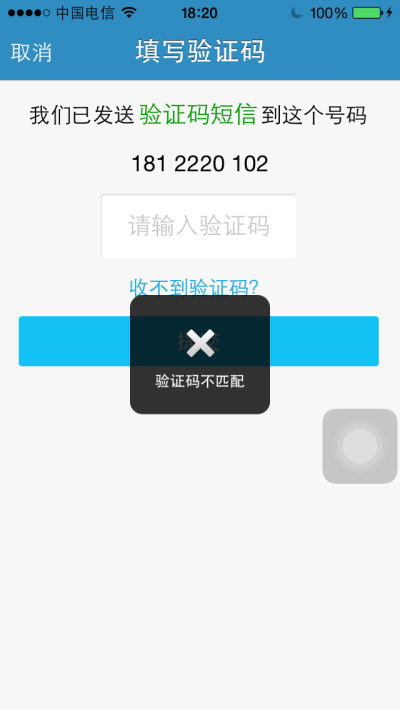 中国电信 18:20 100%
取消 填写验证码
我们已发送 验证码短信 到这个号码
181 2220 102
请输入验证码
收不到验证码?
提交
验证码不匹配